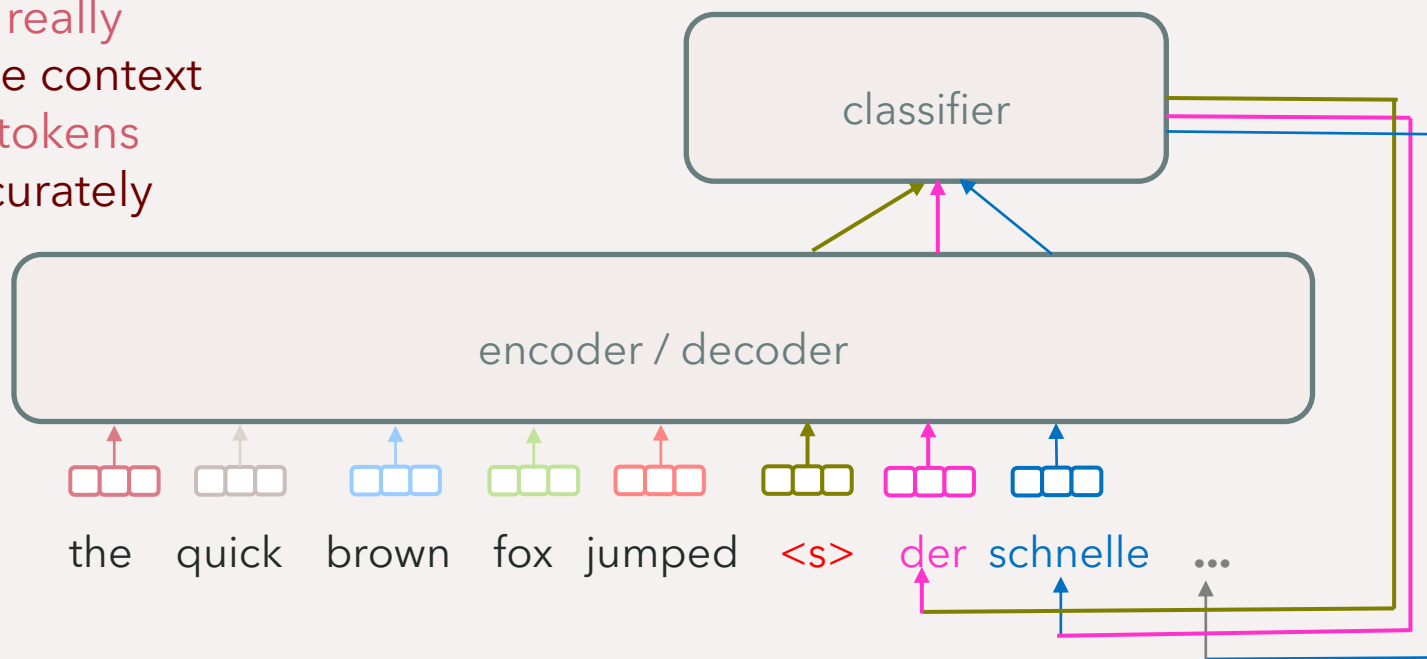 really
e context
tokens
curately
classifier
encoder / decoder
the quick brown fox jumped <s> der schnelle ...